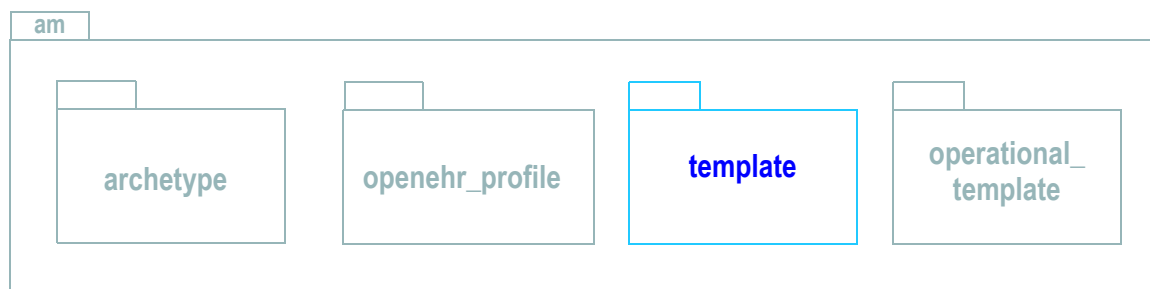 am
archetype
openehr_profile
template
operational_
template